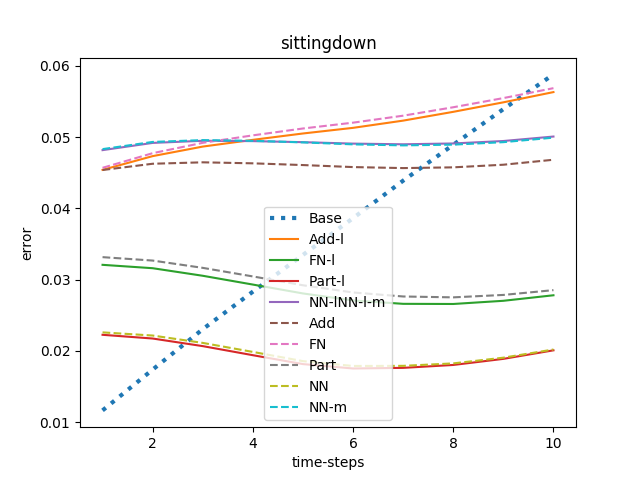 sittingdown
0.06
0.05
0.04
0.03
0.02
0.01
error
Base
Add-l
FN-l
Part-l
NN-lNN-l-m
Add
FN
Part
NN
NN-m
2
4
6
8
10
time-steps